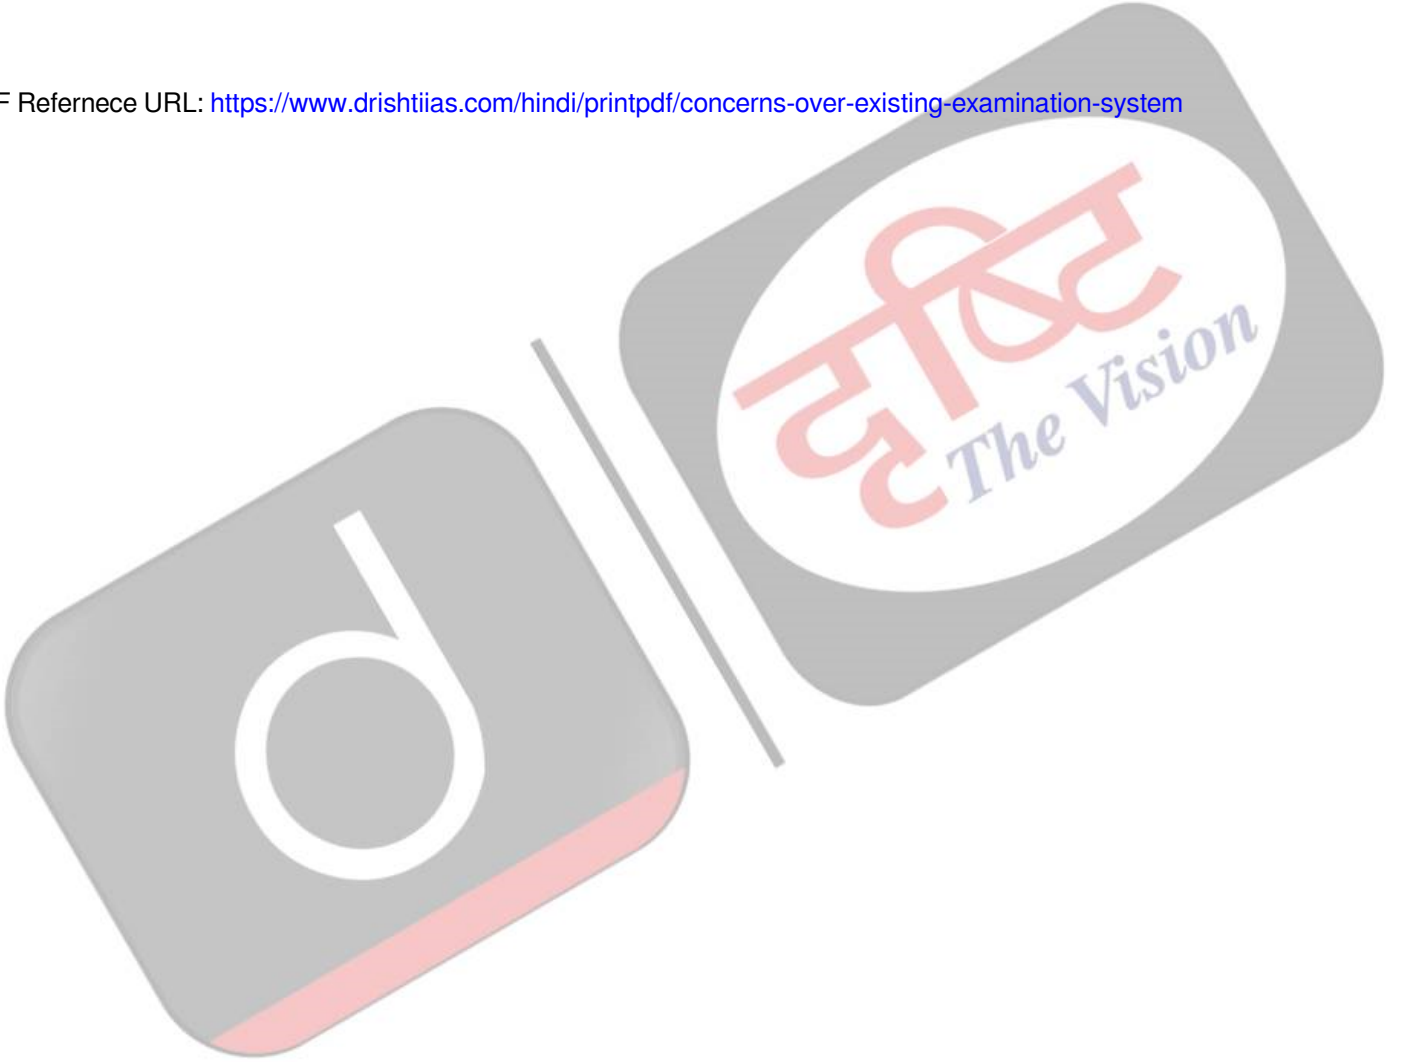 F Refernece URL: https://www.drishtiias.com/hindi/printpdf/concerns-over-existing-examination-system
दृष्टि
The Vision
d